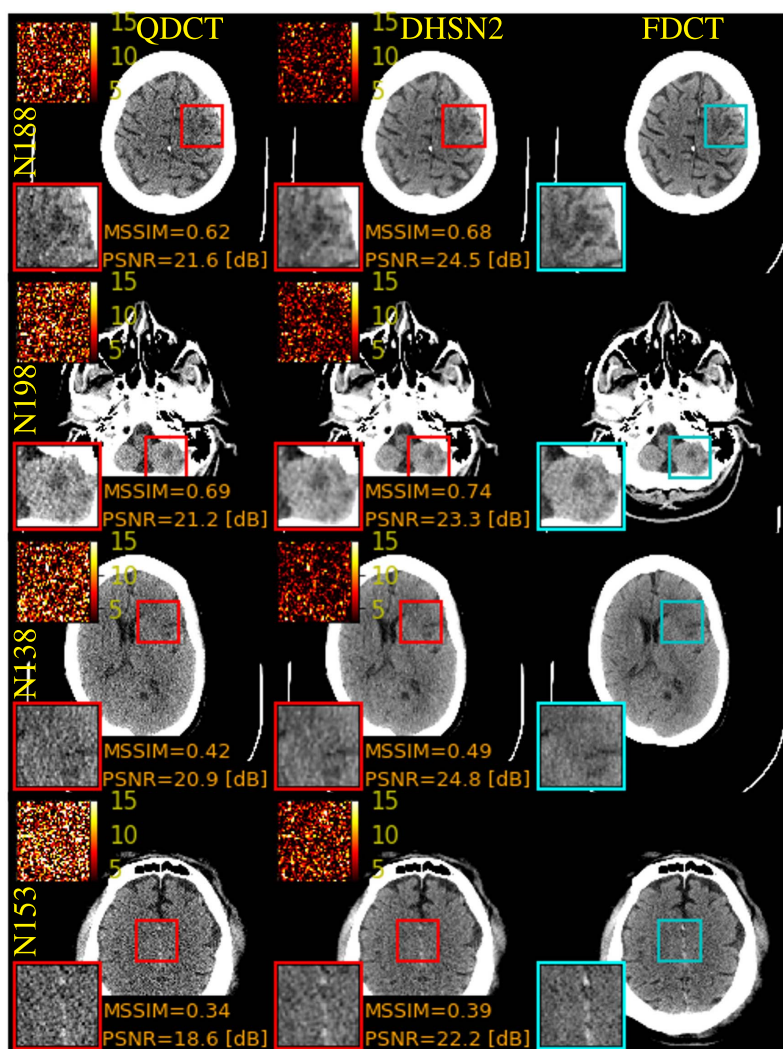 QDCT DHSN2 FDCT
N188
15
10
5
15
10
5
MSSIM=0.62
PSNR=21.6 [dB]
MSSIM=0.68
PSNR=24.5 [dB]
N198
15
10
5
15
10
5
MSSIM=0.69
PSNR=21.2 [dB]
MSSIM=0.74
PSNR=23.3 [dB]
N138
15
10
5
15
10
5
MSSIM=0.42
PSNR=20.9 [dB]
MSSIM=0.49
PSNR=24.8 [dB]
N153
15
10
5
15
10
5
MSSIM=0.34
PSNR=18.6 [dB]
MSSIM=0.39
PSNR=22.2 [dB]